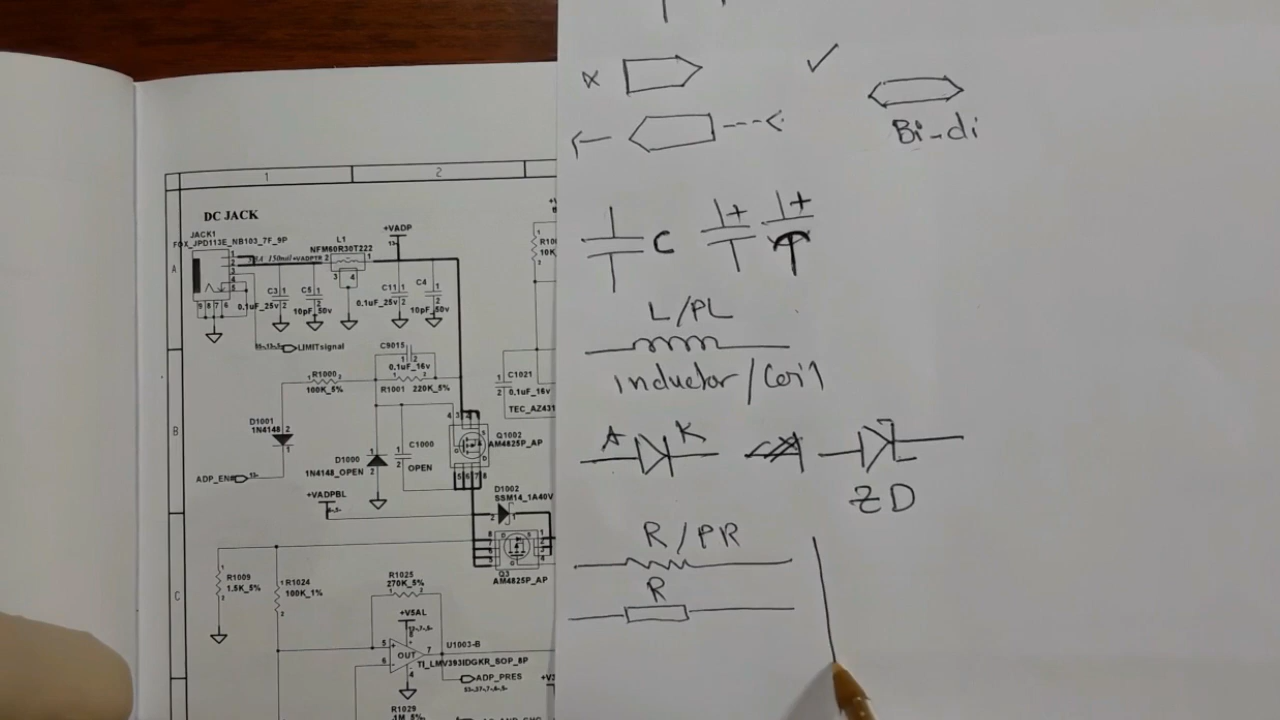 1
2
DC JACK
A
JACK1
FOX_JPD113E_NB103_7F_9P
L1
NFM60R30T222
+VADP
C3
0.1uF_25v
C5
10pF_50v
C11
0.1uF_25v
C4
10pF_50v
LIMITsignal
C9015
0.1uF_16v
R1000
100K_5%
R1001
220K_5%
C1021
0.1uF_16v
TEC_AZ431
B
D1001
1N4148
ADP_EN#
D1000
1N4148_OPEN
C1000
OPEN
Q1002
AM4825P_AP
+VADPBL
D1002
SSM14_1A40V
Q3
AM4825P_AP
C
R1009
1.5K_5%
R1024
100K_1%
R1025
270K_5%
+V5AL
OUT
U1003-B
TI_LMV393IDGKR_SOP_8P
ADP_PRES
R1029
1M_5%
Bi-di
C
+
+
L/PL
inductor/Coil
A K
ZD
R/PR
R